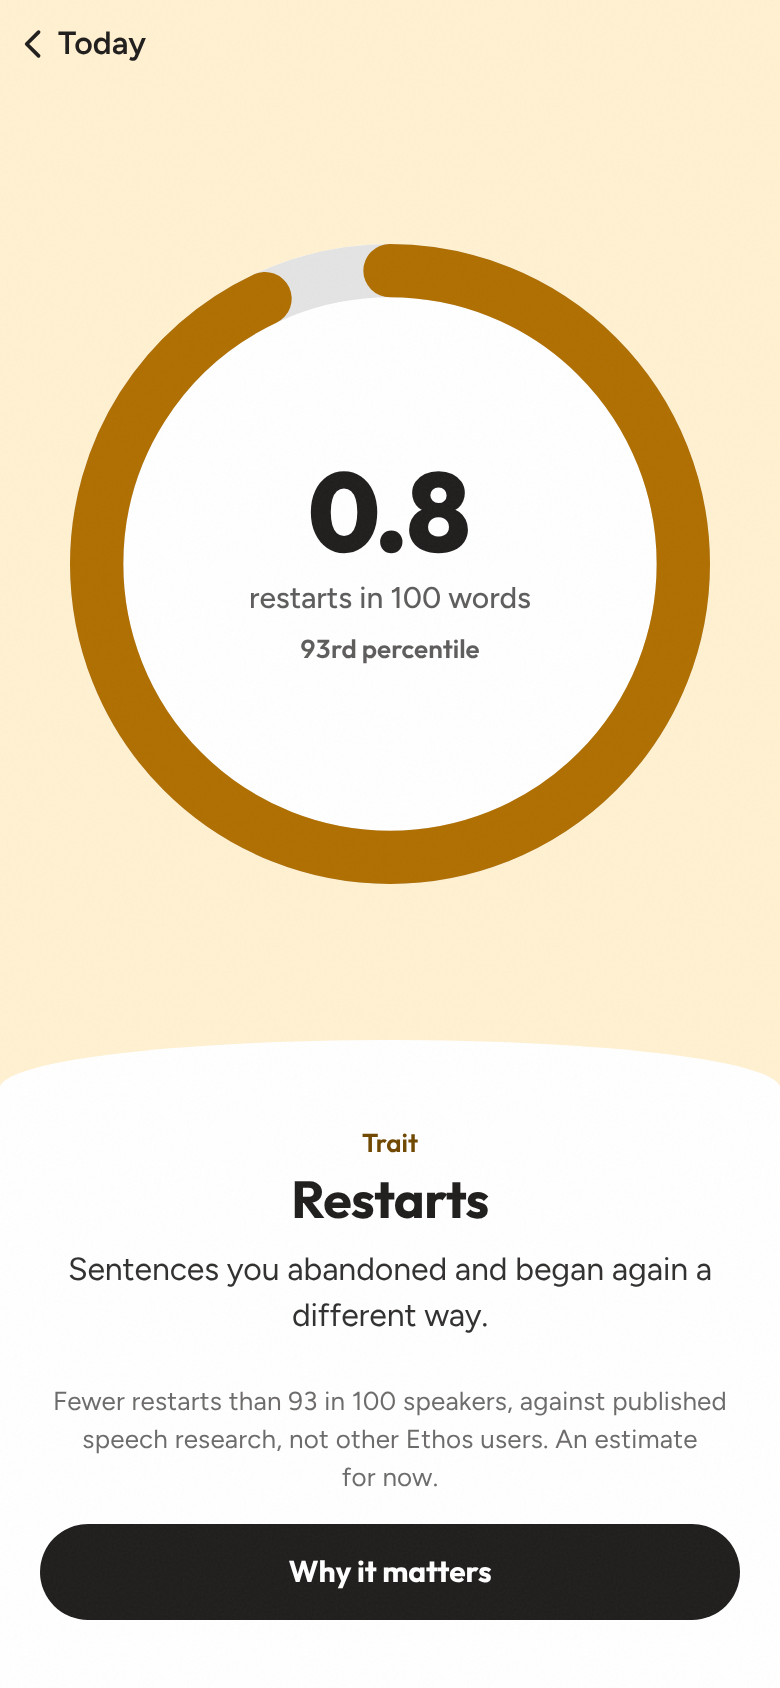 Today
0.8
restarts in 100 words
93rd percentile
Trait
Restarts
Sentences you abandoned and began again a
different way.
Fewer restarts than 93 in 100 speakers, against published
speech research, not other Ethos users. An estimate
for now.
Why it matters